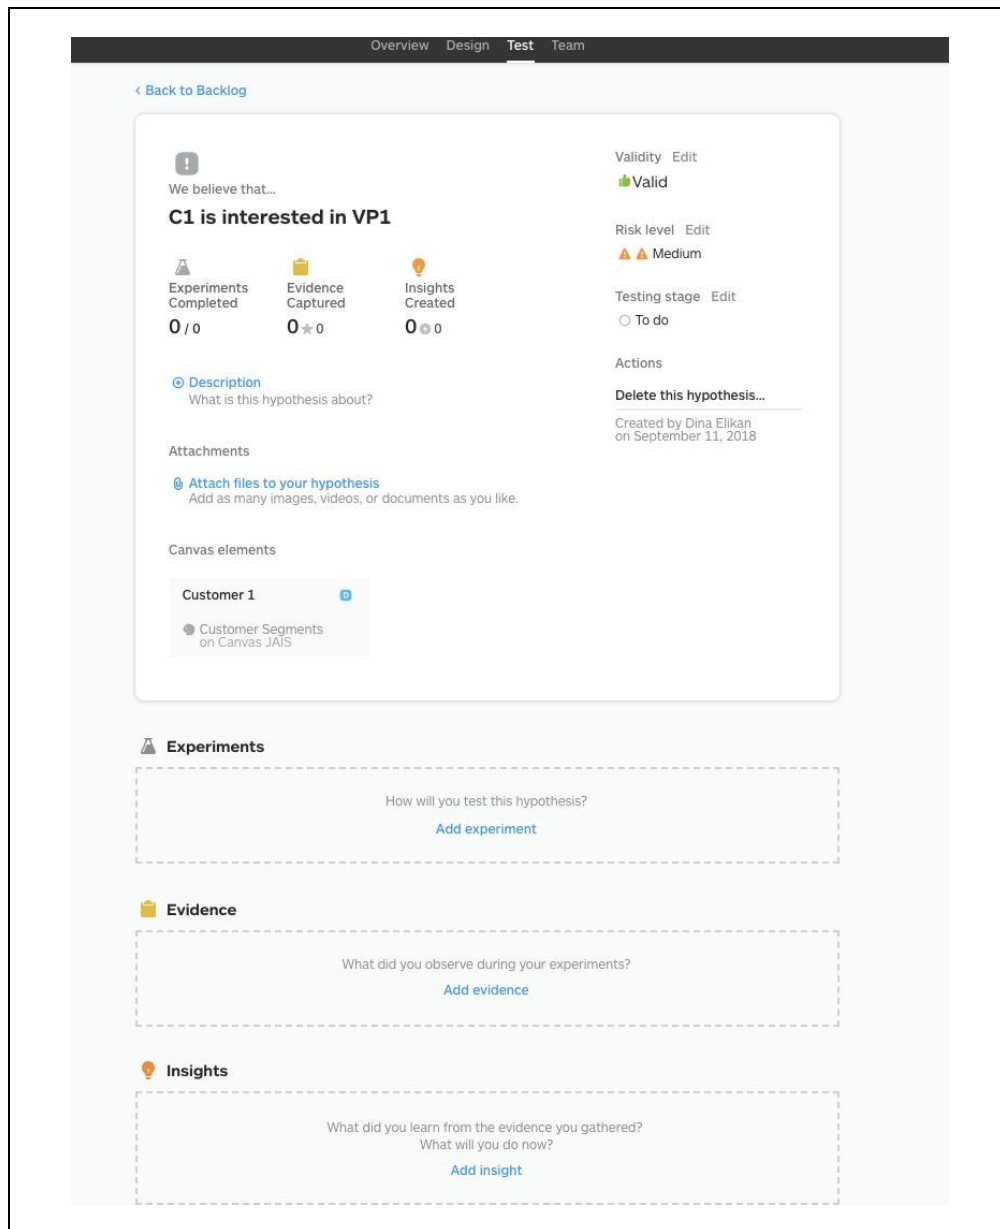 Overview Design Test Team
‹ Back to Backlog
We believe that...
C1 is interested in VP1
Experiments Completed
0 / 0
Evidence Captured
0 ★ 0
Insights Created
0 0
Description
What is this hypothesis about?
Attachments
Attach files to your hypothesis
Add as many images, videos, or documents as you like.
Canvas elements
Customer 1 D
Customer Segments
on Canvas JAIS
Validity Edit
Valid
Risk level Edit
Medium
Testing stage Edit
To do
Actions
Delete this hypothesis...
Created by Dina Elikan
on September 11, 2018
Experiments
How will you test this hypothesis?
Add experiment
Evidence
What did you observe during your experiments?
Add evidence
Insights
What did you learn from the evidence you gathered?
What will you do now?
Add insight